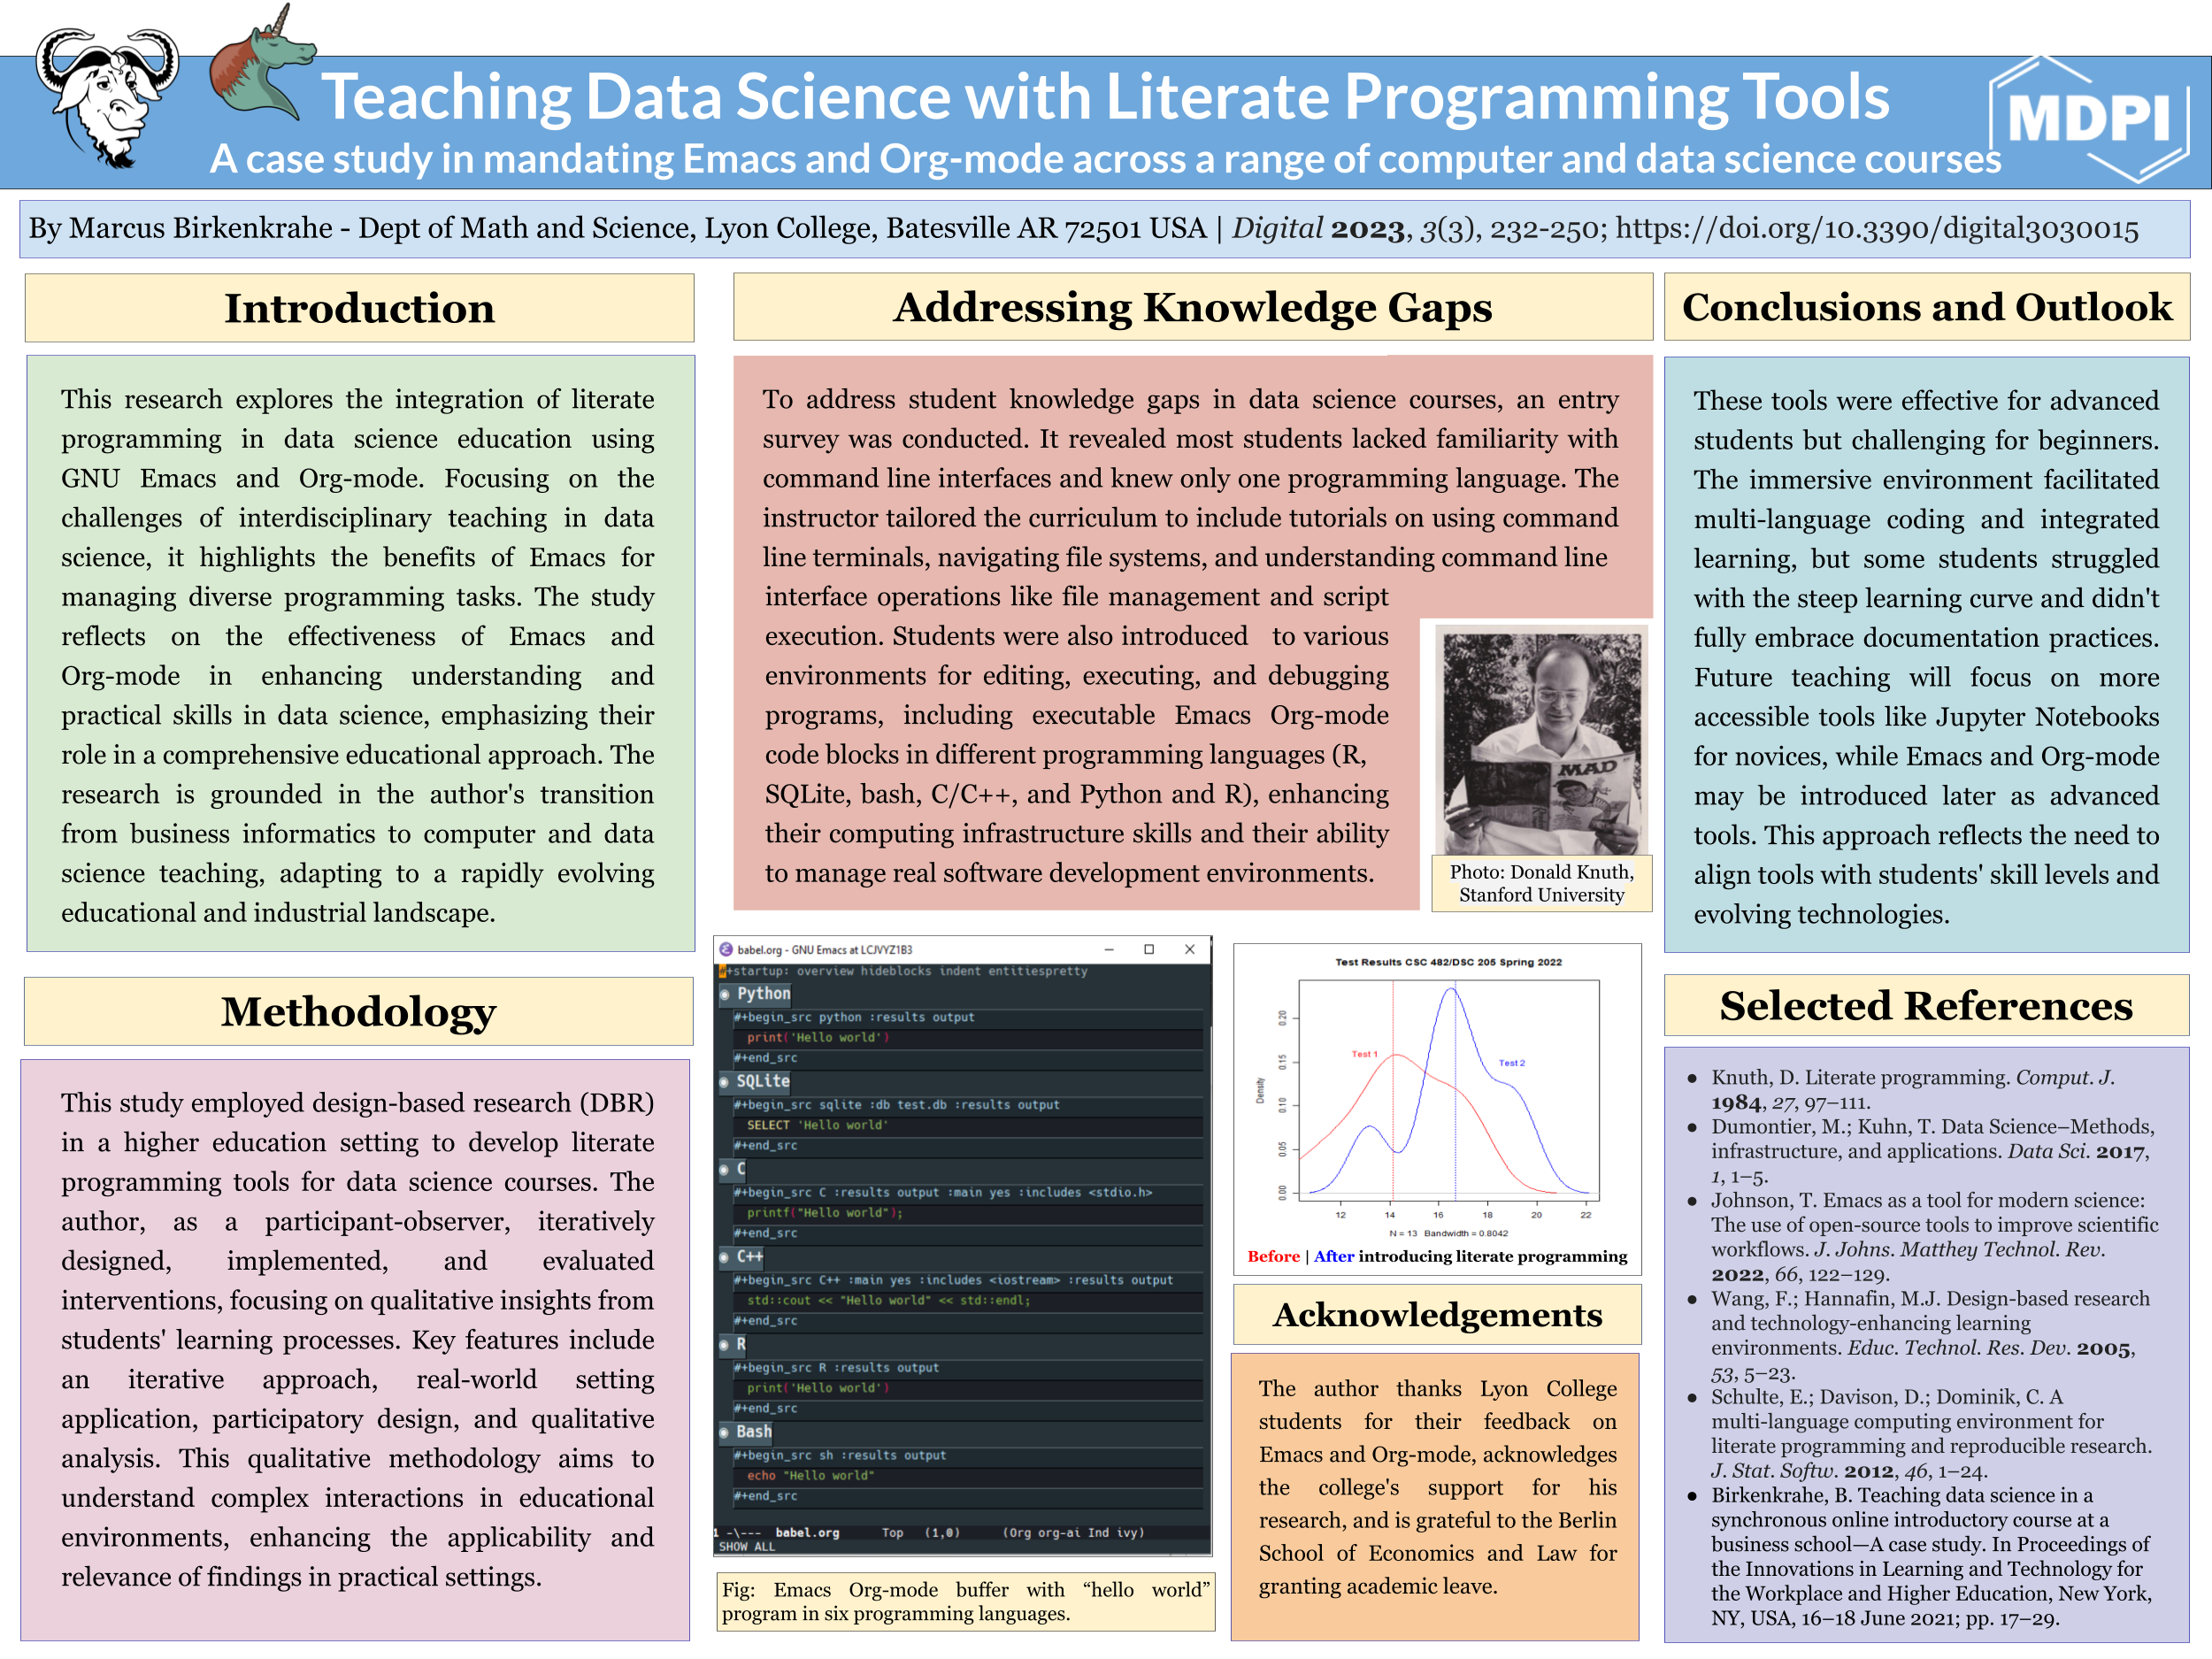 Teaching Data Science with Literate Programming Tools
A case study in mandating Emacs and Org-mode across a range of computer and data science courses
MDPI
By Marcus Birkenkrahe - Dept of Math and Science, Lyon College, Batesville AR 72501 USA | Digital 2023, 3(3), 232-250; https://doi.org/10.3390/digital3030015
Introduction
This research explores the integration of literate
programming in data science education using
GNU Emacs and Org-mode. Focusing on the
challenges of interdisciplinary teaching in data
science, it highlights the benefits of Emacs for
managing diverse programming tasks. The study
reflects on the effectiveness of Emacs and
Org-mode in enhancing understanding and
practical skills in data science, emphasizing their
role in a comprehensive educational approach. The
research is grounded in the author's transition
from business informatics to computer and data
science teaching, adapting to a rapidly evolving
educational and industrial landscape.
Methodology
This study employed design-based research (DBR)
in a higher education setting to develop literate
programming tools for data science courses. The
author, as a participant-observer, iteratively
designed, implemented, and evaluated
interventions, focusing on qualitative insights from
students' learning processes. Key features include
an iterative approach, real-world setting
application, participatory design, and qualitative
analysis. This qualitative methodology aims to
understand complex interactions in educational
environments, enhancing the applicability and
relevance of findings in practical settings.
Addressing Knowledge Gaps
To address student knowledge gaps in data science courses, an entry
survey was conducted. It revealed most students lacked familiarity with
command line interfaces and knew only one programming language. The
instructor tailored the curriculum to include tutorials on using command
line terminals, navigating file systems, and understanding command line
interface operations like file management and script
execution. Students were also introduced to various
environments for editing, executing, and debugging
programs, including executable Emacs Org-mode
code blocks in different programming languages (R,
SQLite, bash, C/C++, and Python and R), enhancing
their computing infrastructure skills and their ability
to manage real software development environments.
MAD
Photo: Donald Knuth,
Stanford University
babel.org - GNU Emacs at LCJVYZ1B3
#+startup: overview hideblocks indent entitiespretty
◉ Python
#+begin_src python :results output
print('Hello world')
#+end_src
◉ SQLite
#+begin_src sqlite :db test.db :results output
SELECT 'Hello world'
#+end_src
◉ C
#+begin_src C :results output :main yes :includes <stdio.h>
printf("Hello world");
#+end_src
◉ C++
#+begin_src C++ :main yes :includes <iostream> :results output
std::cout << "Hello world" << std::endl;
#+end_src
◉ R
#+begin_src R :results output
print('Hello world')
#+end_src
◉ Bash
#+begin_src sh :results output
echo "Hello world"
#+end_src
1 -\--- babel.org Top (1,0) (Org org-ai Ind ivy)
SHOW ALL
Fig: Emacs Org-mode buffer with “hello world”
program in six programming languages.
Test Results CSC 482/DSC 205 Spring 2022
Density
0.20
0.15
0.10
0.05
0.00
Test 1
Test 2
12 14 16 18 20 22
N = 13 Bandwidth = 0.8042
Before | After introducing literate programming
Acknowledgements
The author thanks Lyon College
students for their feedback on
Emacs and Org-mode, acknowledges
the college's support for his
research, and is grateful to the Berlin
School of Economics and Law for
granting academic leave.
Conclusions and Outlook
These tools were effective for advanced
students but challenging for beginners.
The immersive environment facilitated
multi-language coding and integrated
learning, but some students struggled
with the steep learning curve and didn't
fully embrace documentation practices.
Future teaching will focus on more
accessible tools like Jupyter Notebooks
for novices, while Emacs and Org-mode
may be introduced later as advanced
tools. This approach reflects the need to
align tools with students' skill levels and
evolving technologies.
Selected References
● Knuth, D. Literate programming. Comput. J.
1984, 27, 97–111.
● Dumontier, M.; Kuhn, T. Data Science–Methods,
infrastructure, and applications. Data Sci. 2017,
1, 1–5.
● Johnson, T. Emacs as a tool for modern science:
The use of open-source tools to improve scientific
workflows. J. Johns. Matthey Technol. Rev.
2022, 66, 122–129.
● Wang, F.; Hannafin, M.J. Design-based research
and technology-enhancing learning
environments. Educ. Technol. Res. Dev. 2005,
53, 5–23.
● Schulte, E.; Davison, D.; Dominik, C. A
multi-language computing environment for
literate programming and reproducible research.
J. Stat. Softw. 2012, 46, 1–24.
● Birkenkrahe, B. Teaching data science in a
synchronous online introductory course at a
business school—A case study. In Proceedings of
the Innovations in Learning and Technology for
the Workplace and Higher Education, New York,
NY, USA, 16–18 June 2021; pp. 17–29.